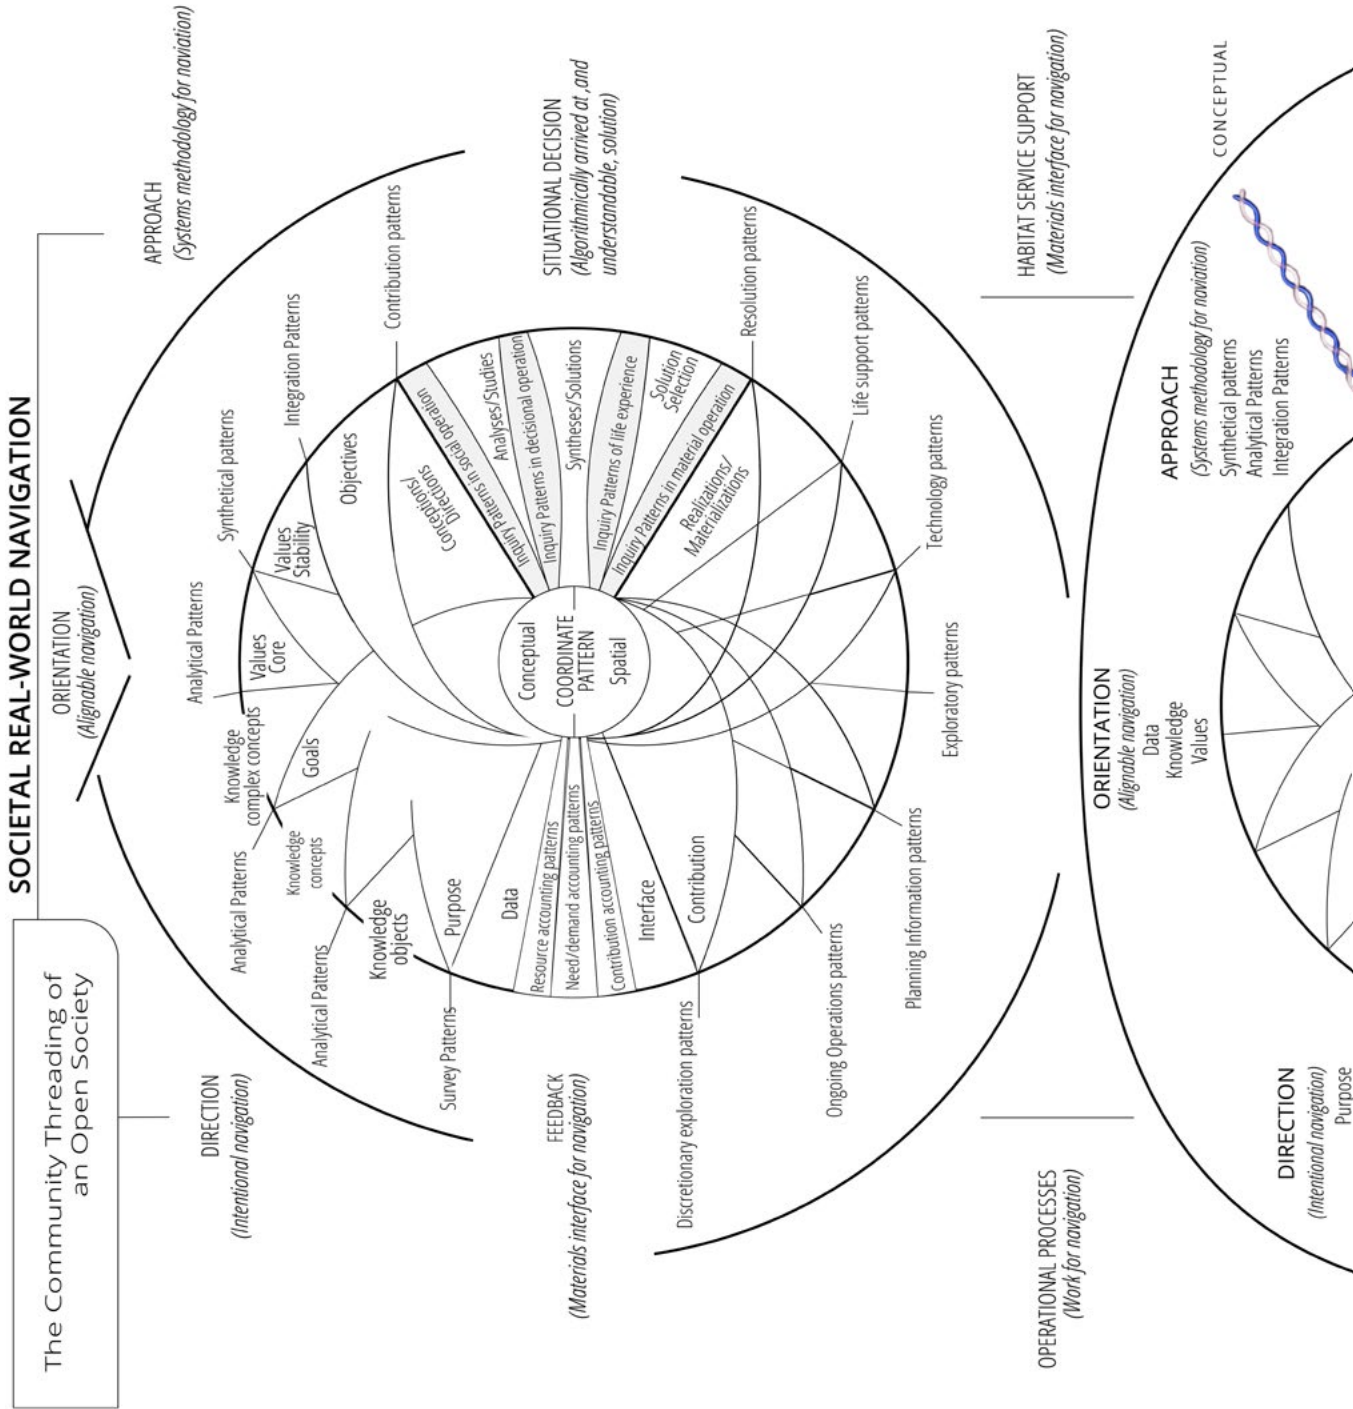 The Community Threading of
an Open Society
SOCIETAL REAL-WORLD NAVIGATION
ORIENTATION
(Alignable navigation)
DIRECTION
(Intentional navigation)
APPROACH
(Systems methodology for naviation)
Analytical Patterns
Synthetical patterns
Integration Patterns
Contribution patterns
Analytical Patterns
Analytical Patterns
Survey Patterns
Knowledge
complex concepts
Knowledge
concepts
Knowledge
objects
Values
Core
Values
Stability
Goals
Objectives
Purpose
Conceptions/
Directions
Inquiry Patterns in social operation
Analyses/Studies
Inquiry Patterns in decisional operation
Syntheses/Solutions
Inquiry Patterns of life experience
Solution
Selection
Inquiry Patterns in material operation
Realizations/
Materializations
Conceptual
COORDINATE
PATTERN
Spatial
Data
Resource accounting patterns
Need/demand accounting patterns
Contribution accounting patterns
Interface
Contribution
FEEDBACK
(Materials interface for navigation)
SITUATIONAL DECISION
(Algorithmically arrived at ,and
understandable, solution)
Resolution patterns
Life support patterns
Technology patterns
Exploratory patterns
Planning Information patterns
Ongoing Operations patterns
Discretionary exploration patterns
OPERATIONAL PROCESSES
(Work for navigation)
HABITAT SERVICE SUPPORT
(Materials interface for navigation)
CONCEPTUAL
ORIENTATION
(Alignable navigation)
Data
Knowledge
Values
APPROACH
(Systems methodology for naviation)
Synthetical patterns
Analytical Patterns
Integration Patterns
DIRECTION
(Intentional navigation)
Purpose